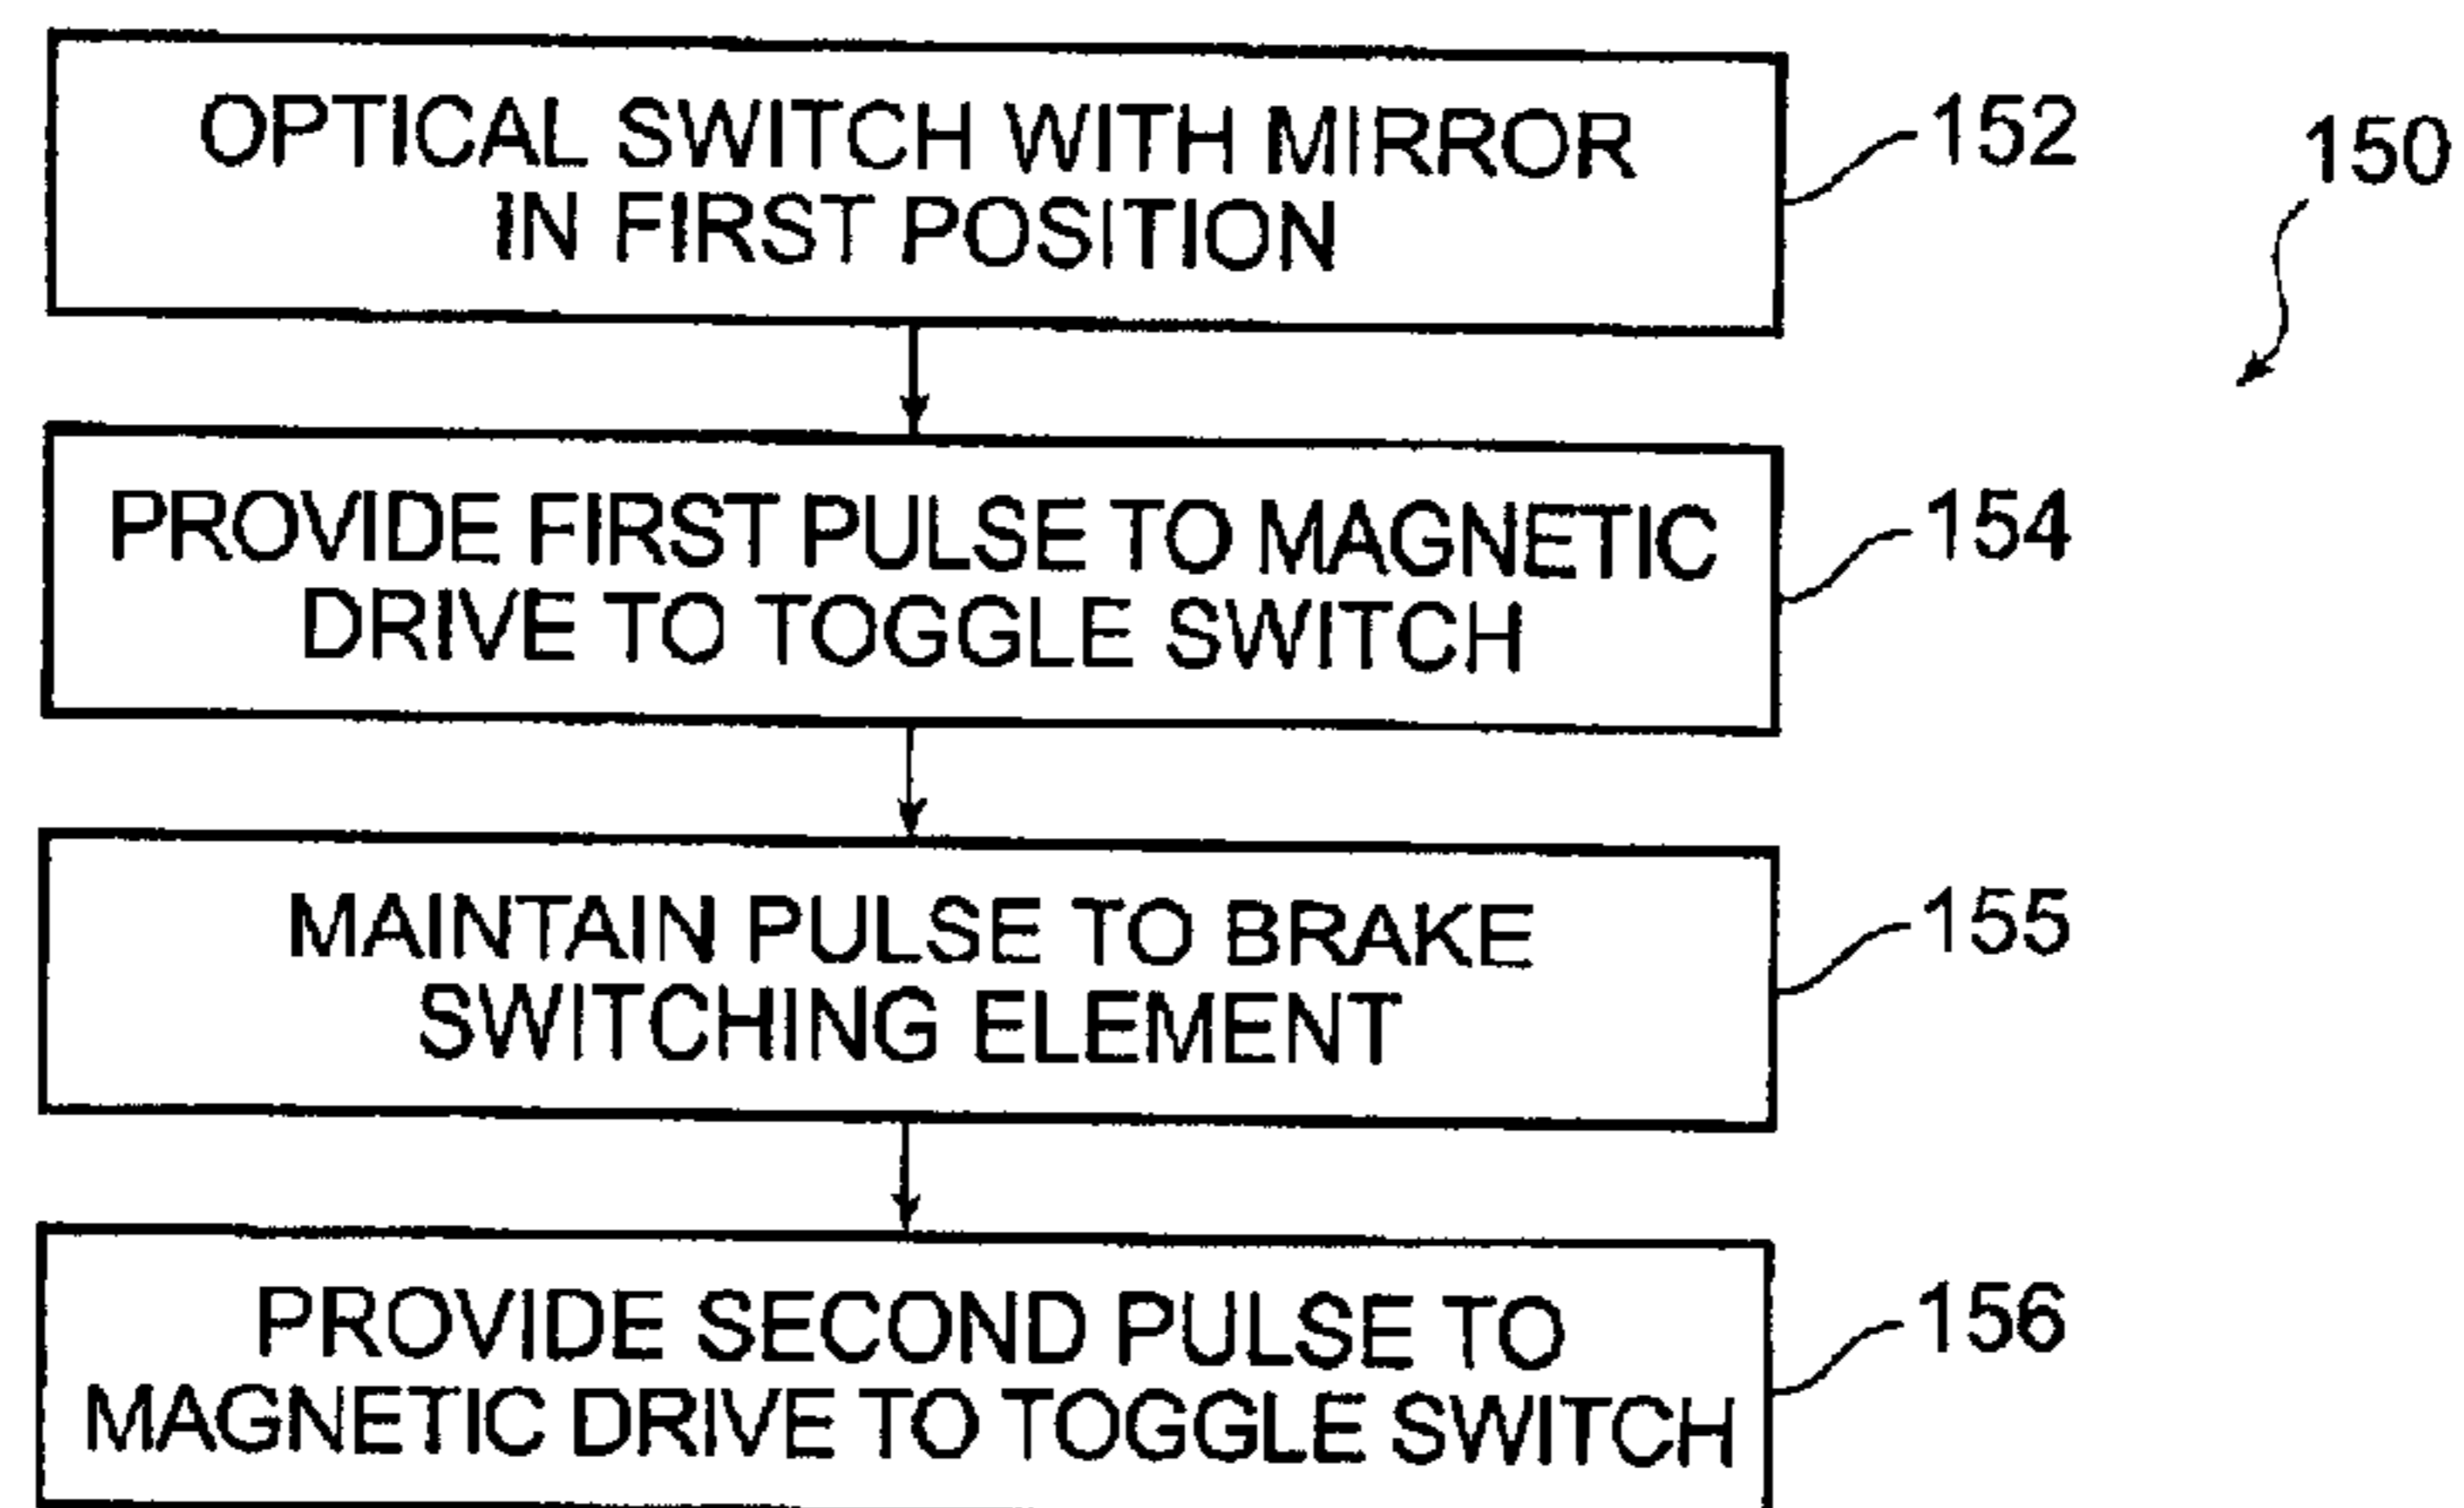 OPTICAL SWITCH WITH MIRROR
IN FIRST POSITION
152
150
PROVIDE FIRST PULSE TO MAGNETIC
DRIVE TO TOGGLE SWITCH
154
MAINTAIN PULSE TO BRAKE
SWITCHING ELEMENT
155
PROVIDE SECOND PULSE TO
MAGNETIC DRIVE TO TOGGLE SWITCH
156